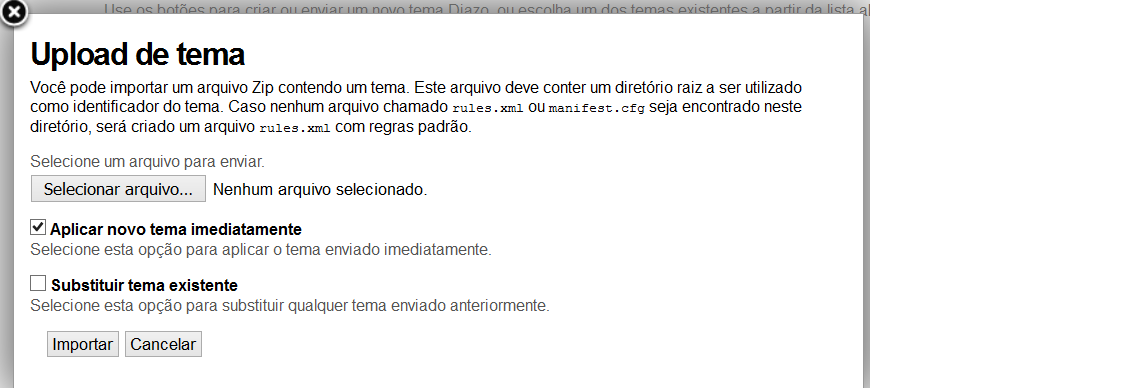 Use os botões para criar ou enviar um novo tema Diazo, ou escolha um dos temas existentes a partir da lista
Upload de tema
Você pode importar um arquivo Zip contendo um tema. Este arquivo deve conter um diretório raiz a ser utilizado
como identificador do tema. Caso nenhum arquivo chamado rules.xml ou manifest.cfg seja encontrado neste
diretório, será criado um arquivo rules.xml com regras padrão.
Selecione um arquivo para enviar.
Selecionar arquivo... Nenhum arquivo selecionado.
Aplicar novo tema imediatamente
Selecione esta opção para aplicar o tema enviado imediatamente.
Substituir tema existente
Selecione esta opção para substituir qualquer tema enviado anteriormente.
Importar Cancelar